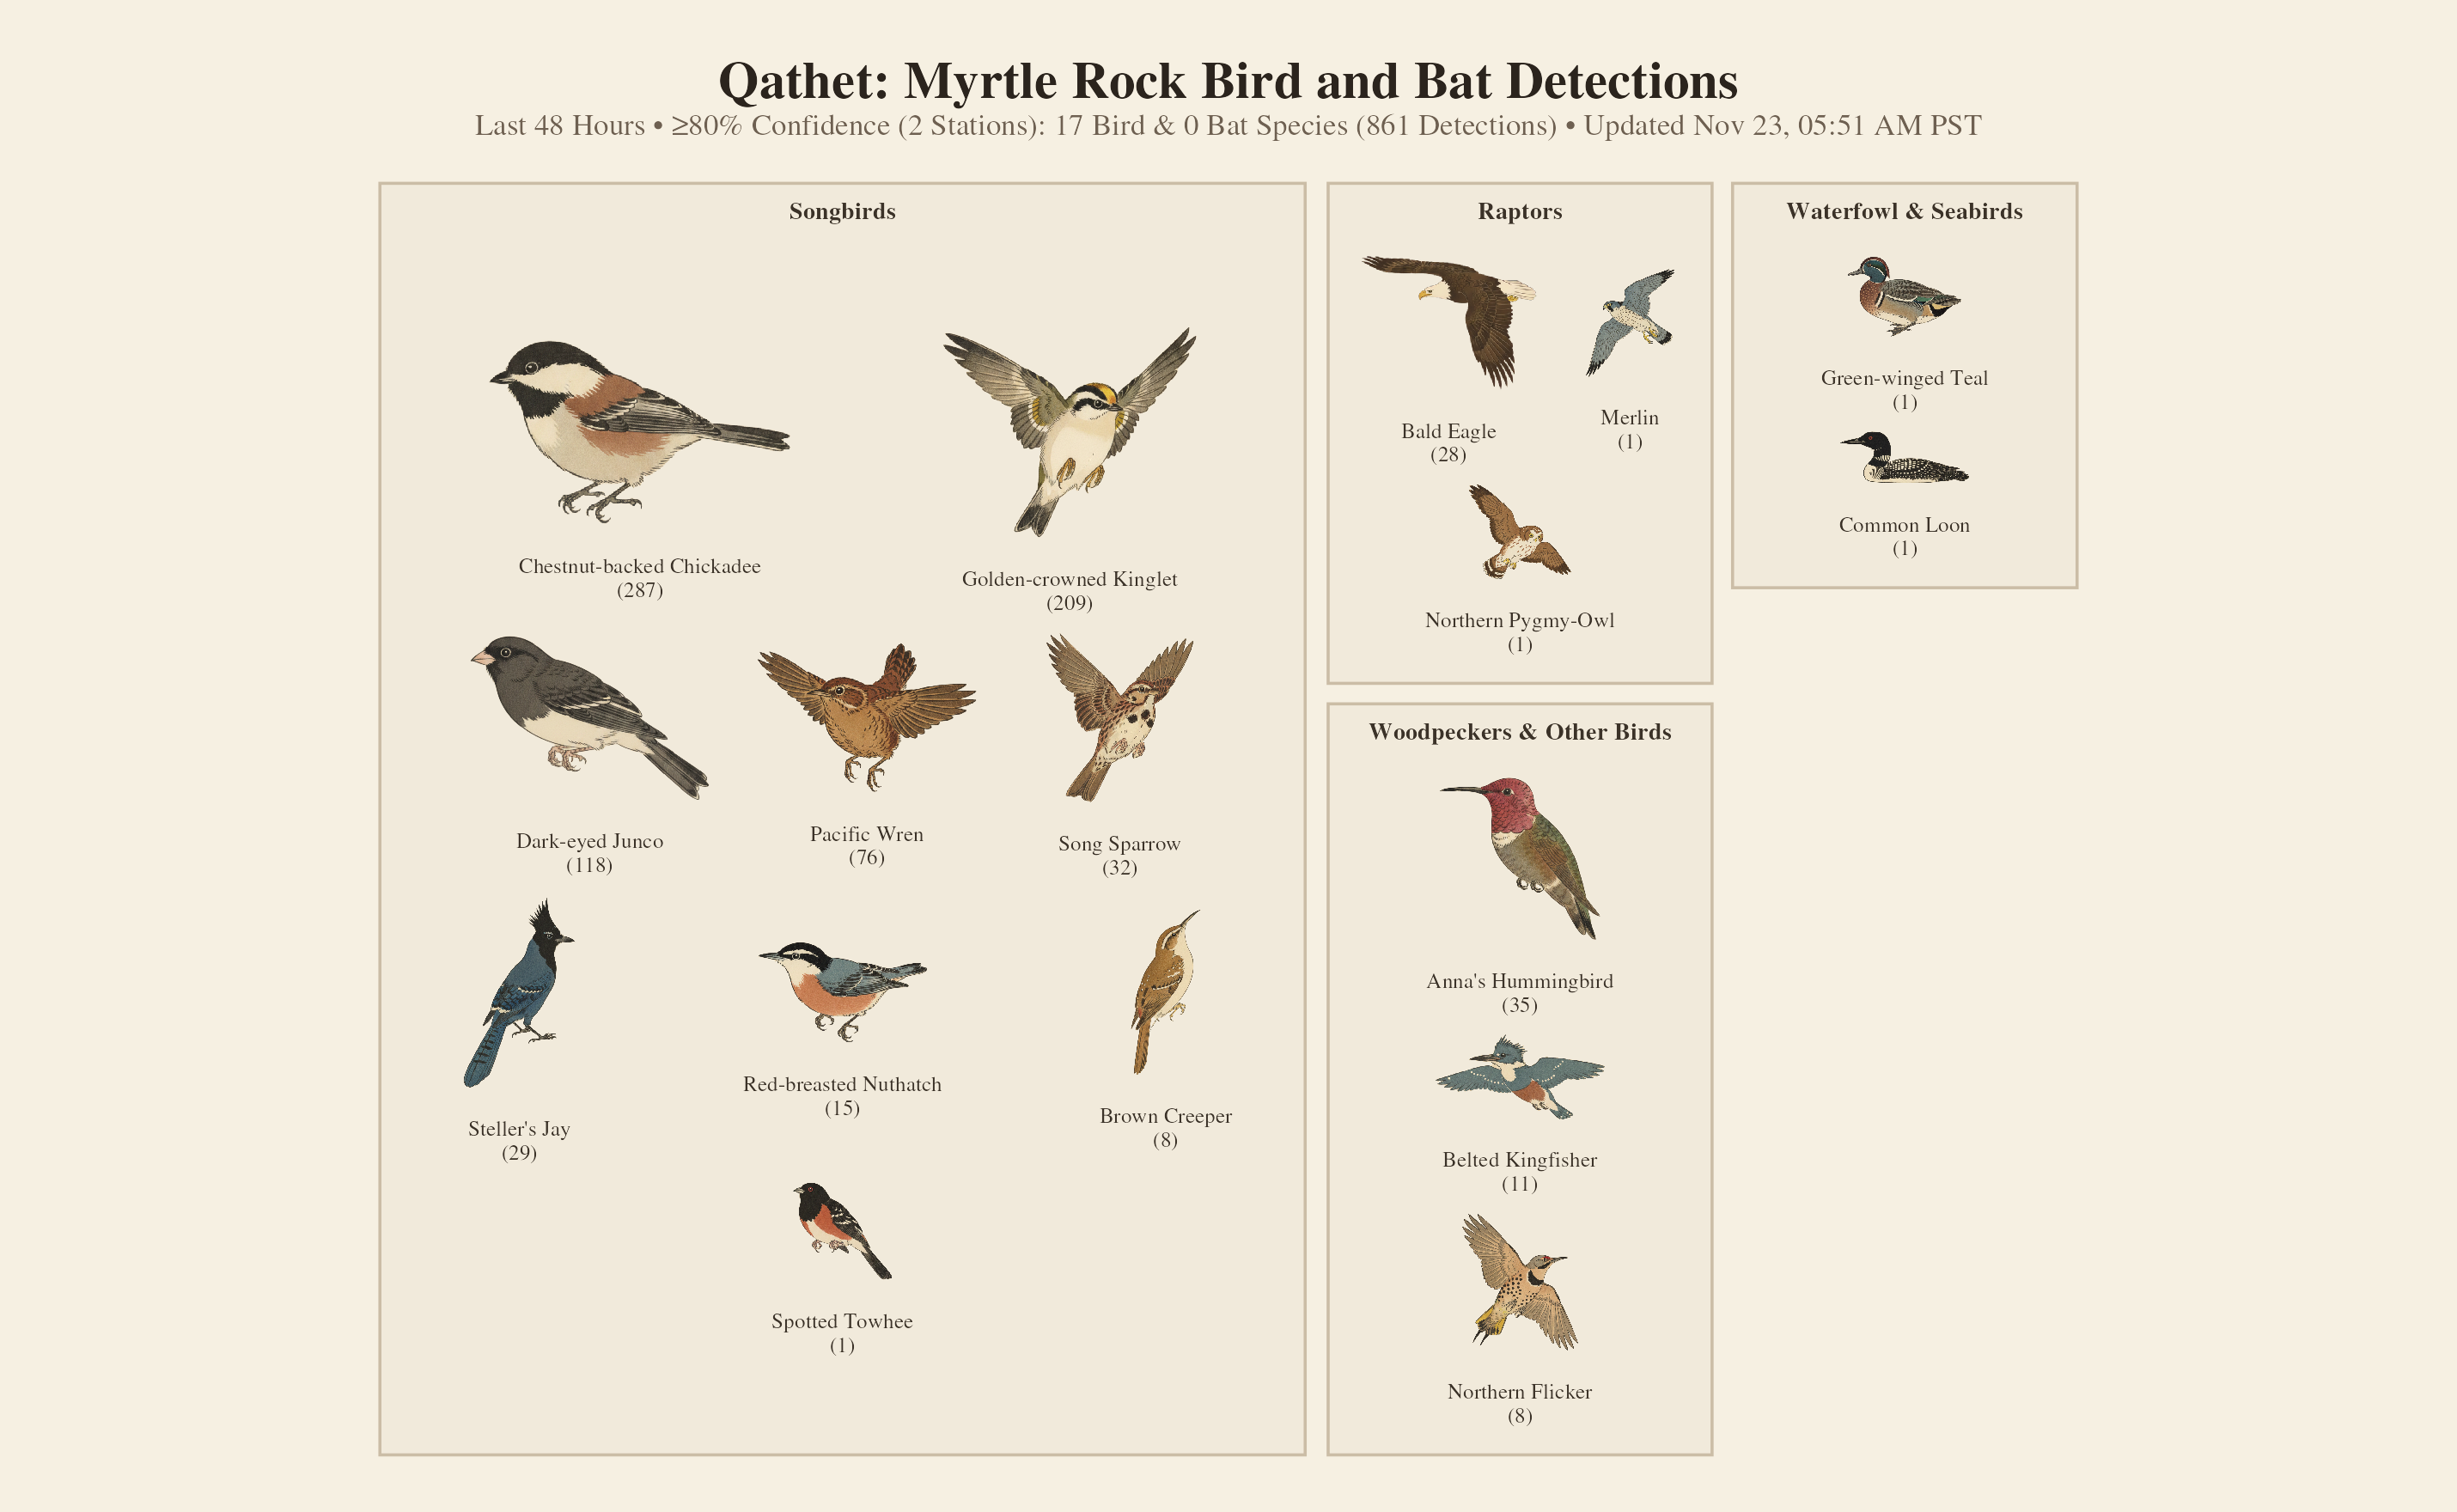 Qathet: Myrtle Rock Bird and Bat Detections
Last 48 Hours • ≥80% Confidence (2 Stations): 17 Bird & 0 Bat Species (861 Detections) • Updated Nov 23, 05:51 AM PST
Songbirds
Chestnut-backed Chickadee
(287)
Golden-crowned Kinglet
(209)
Dark-eyed Junco
(118)
Pacific Wren
(76)
Song Sparrow
(32)
Steller's Jay
(29)
Red-breasted Nuthatch
(15)
Brown Creeper
(8)
Spotted Towhee
(1)
Raptors
Bald Eagle
(28)
Merlin
(1)
Northern Pygmy-Owl
(1)
Woodpeckers & Other Birds
Anna's Hummingbird
(35)
Belted Kingfisher
(11)
Northern Flicker
(8)
Waterfowl & Seabirds
Green-winged Teal
(1)
Common Loon
(1)